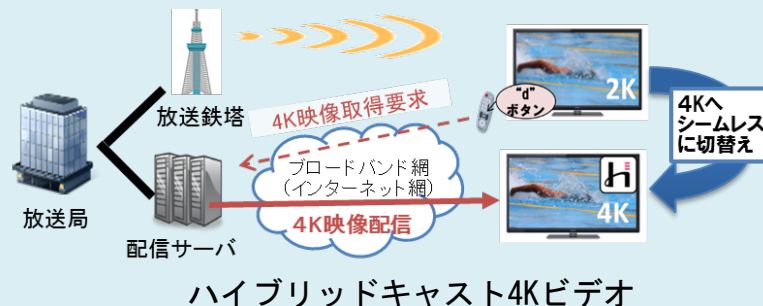 放送鉄塔
4K映像取得要求
"d"
ボタン
2K
4Kへ
シームレス
に切替え
放送局
配信サーバ
ブロードバンド網
(インターネット網)
4K映像配信
4K
ハイブリッドキャスト4Kビデオ